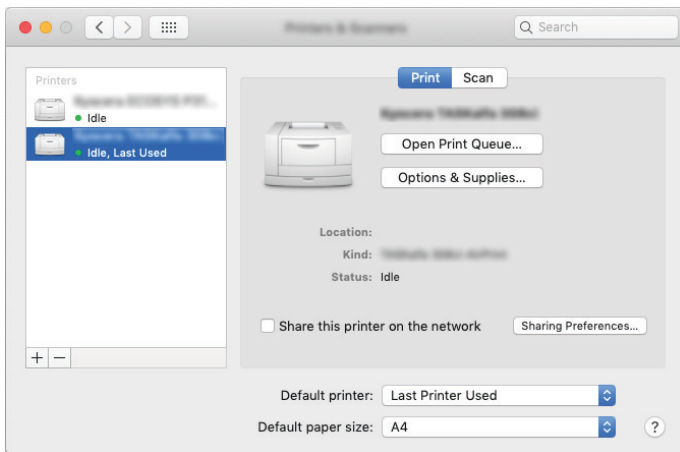 Search
Printers
Idle
Idle, Last Used
Print Scan
Open Print Queue...
Options & Supplies...
Location:
Kind:
Status: Idle
Share this printer on the network Sharing Preferences...
+ −
Default printer: Last Printer Used
Default paper size: A4 ?